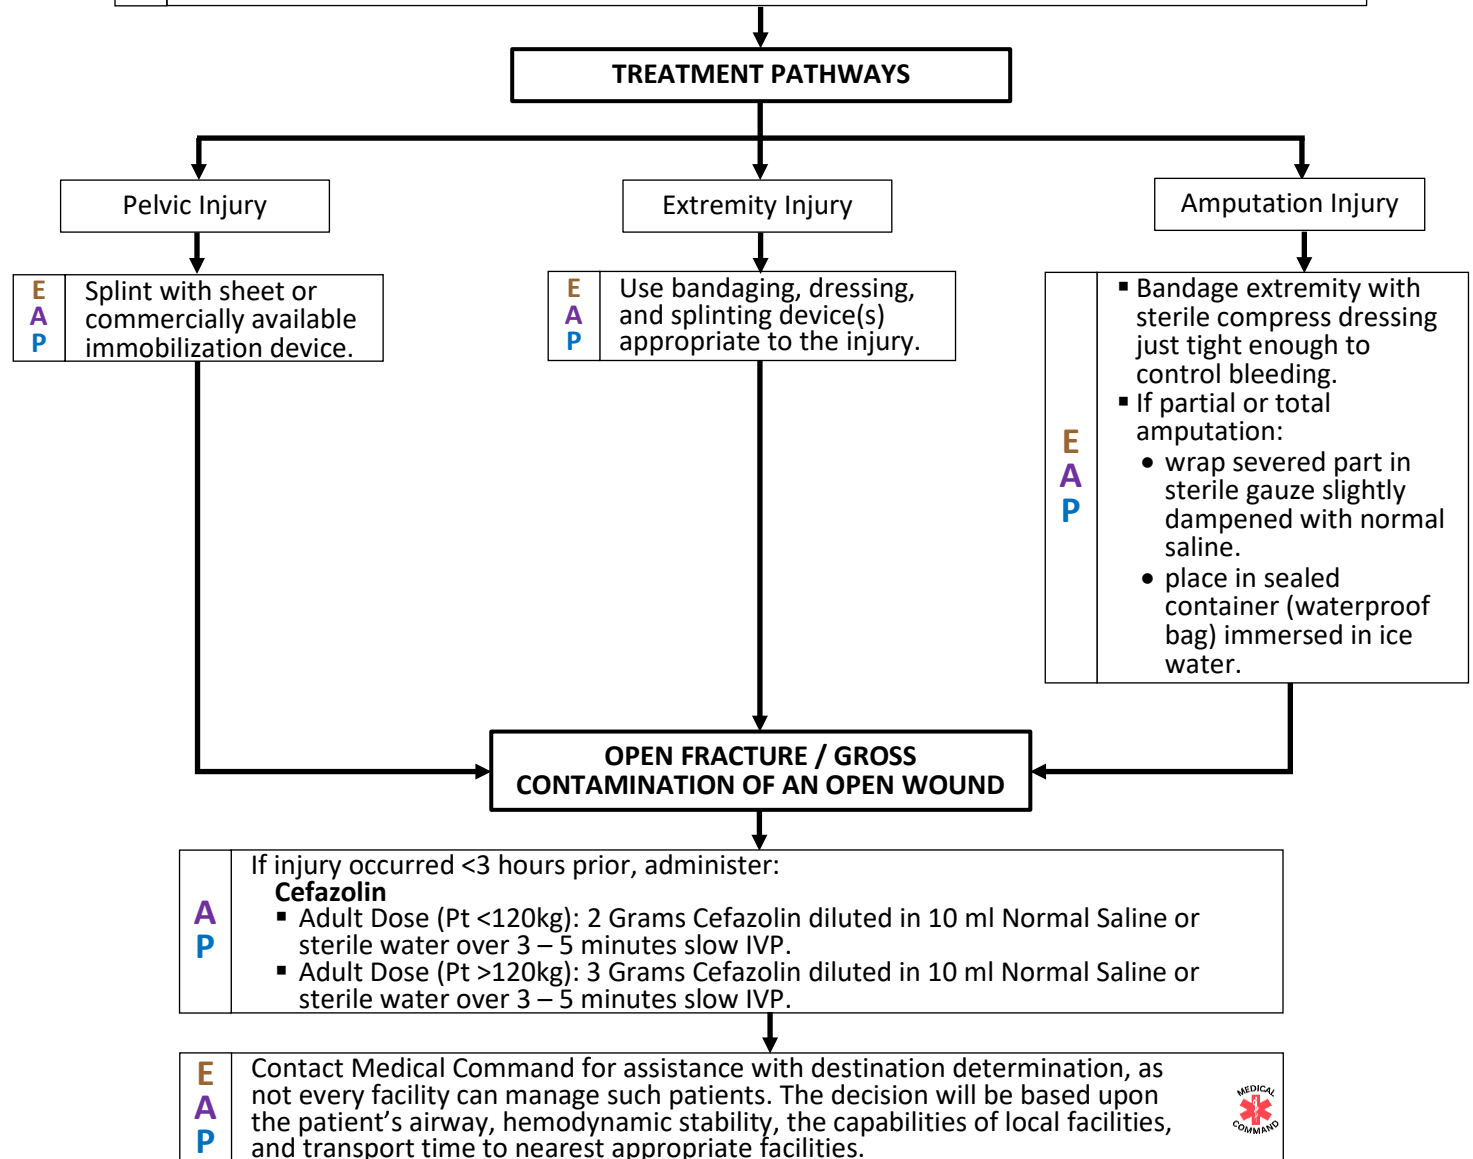 TREATMENT PATHWAYS
Pelvic Injury
Extremity Injury
Amputation Injury
E
A
P
Splint with sheet or
commercially available
immobilization device.
E
A
P
Use bandaging, dressing,
and splinting device(s)
appropriate to the injury.
E
A
P
▪ Bandage extremity with
sterile compress dressing
just tight enough to
control bleeding.
▪ If partial or total
amputation:
• wrap severed part in
sterile gauze slightly
dampened with normal
saline.
• place in sealed
container (waterproof
bag) immersed in ice
water.
OPEN FRACTURE / GROSS
CONTAMINATION OF AN OPEN WOUND
A
P
If injury occurred <3 hours prior, administer:
Cefazolin
▪ Adult Dose (Pt <120kg): 2 Grams Cefazolin diluted in 10 ml Normal Saline or
sterile water over 3 – 5 minutes slow IVP.
▪ Adult Dose (Pt >120kg): 3 Grams Cefazolin diluted in 10 ml Normal Saline or
sterile water over 3 – 5 minutes slow IVP.
E
A
P
Contact Medical Command for assistance with destination determination, as
not every facility can manage such patients. The decision will be based upon
the patient’s airway, hemodynamic stability, the capabilities of local facilities,
and transport time to nearest appropriate facilities.
MEDICAL
COMMAND